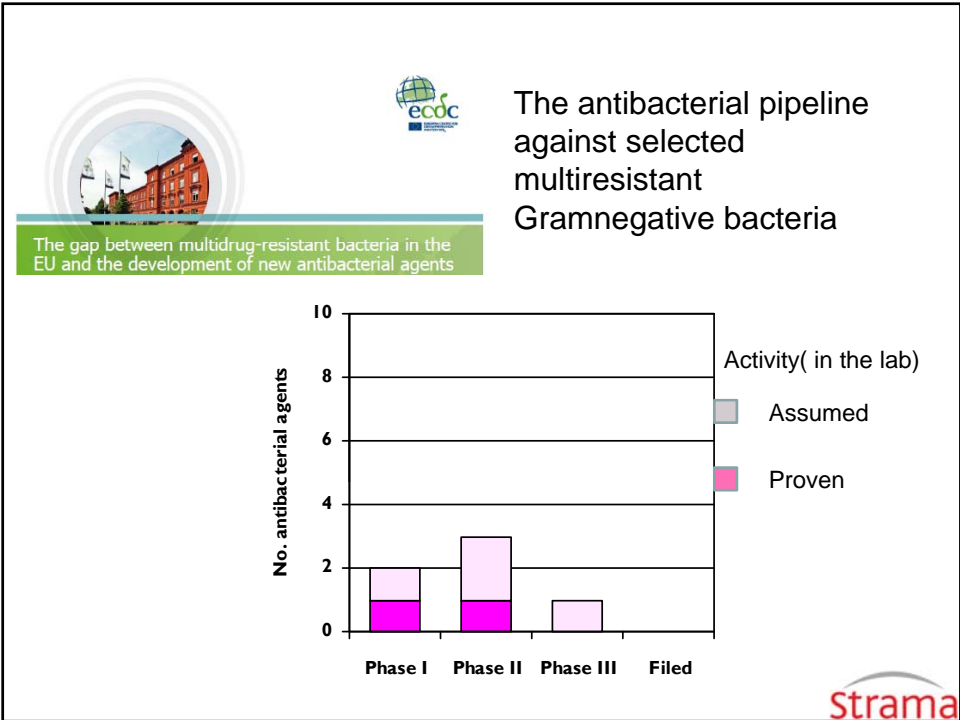 ecdc
The antibacterial pipeline
against selected
multiresistant
Gramnegative bacteria
The gap between multidrug-resistant bacteria in the
EU and the development of new antibacterial agents
No. antibacterial agents
10
8
6
4
2
0
Phase I Phase II Phase III Filed
Activity( in the lab)
Assumed
Proven
strama